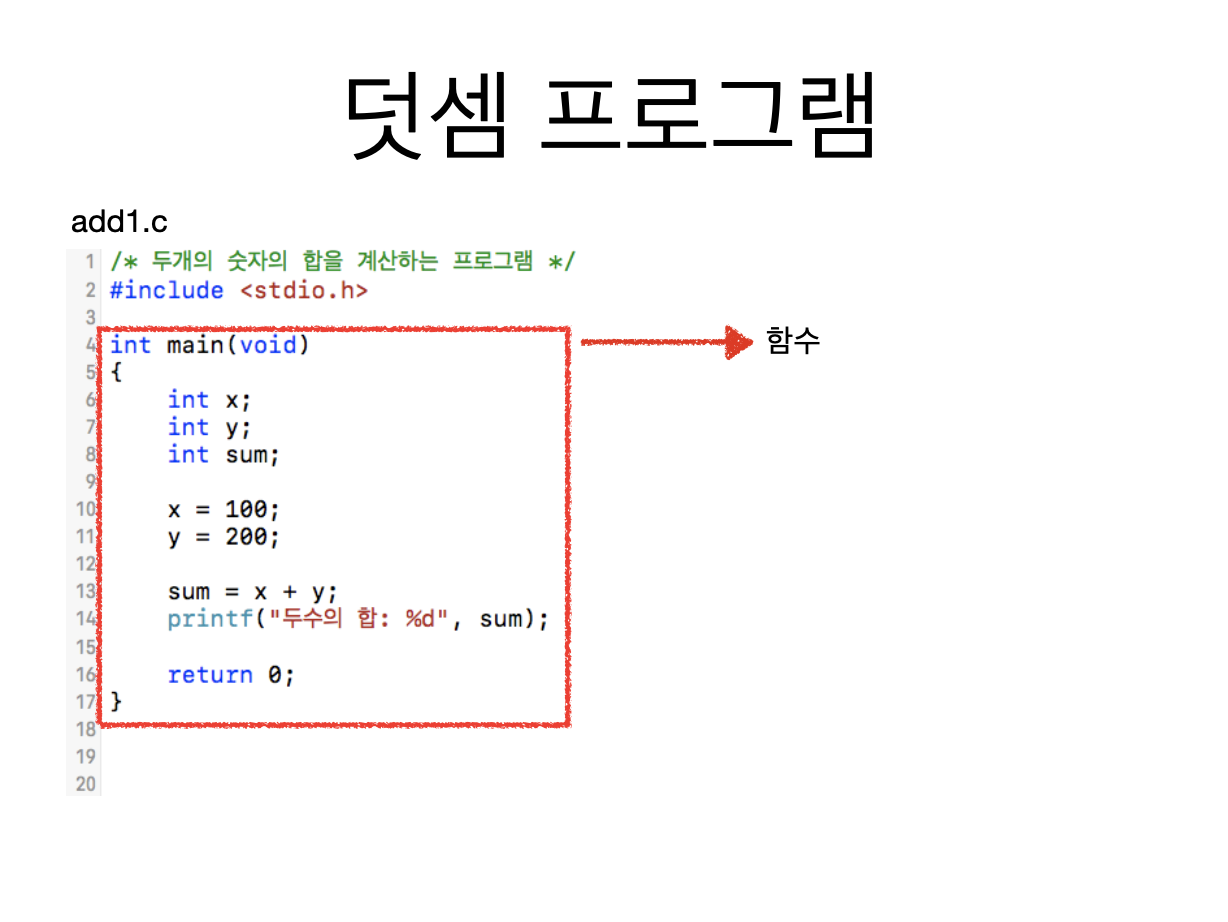 덧셈 프로그램
add1.c
1 /* 두개의 숫자의 합을 계산하는 프로그램 */
2 #include <stdio.h>
3
4 int main(void)
함수
5 {
6     int x;
7     int y;
8     int sum;
9
10     x = 100;
11     y = 200;
12
13     sum = x + y;
14     printf("두수의 합: %d", sum);
15
16     return 0;
17 }
18
19
20